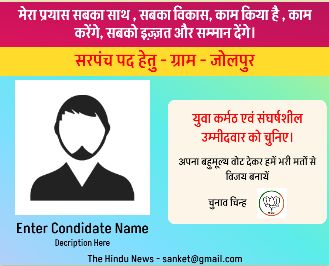 मेरा प्रयास सबका साथ , सबका विकास, काम किया है , काम
करेंगे, सबको इज़्ज़त और सम्मान देंगे।
सरपंच पद हेतु - ग्राम - जोलपुर
युवा कर्मठ एवं संघर्षशील
उम्मीदवार को चुनिए।
अपना बहुमूल्य वोट देकर हमें भरी मतों से
विजय बनायें
चुनाव चिन्ह
Enter Condidate Name
Decription Here
The Hindu News - sanket@gmail.com